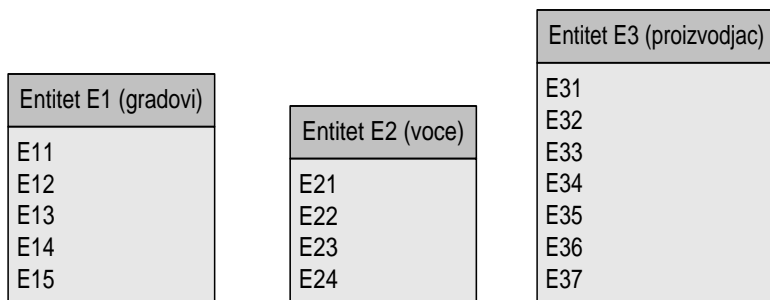 Entitet E1 (gradovi)
E11
E12
E13
E14
E15
Entitet E2 (voce)
E21
E22
E23
E24
Entitet E3 (proizvodjac)
E31
E32
E33
E34
E35
E36
E37